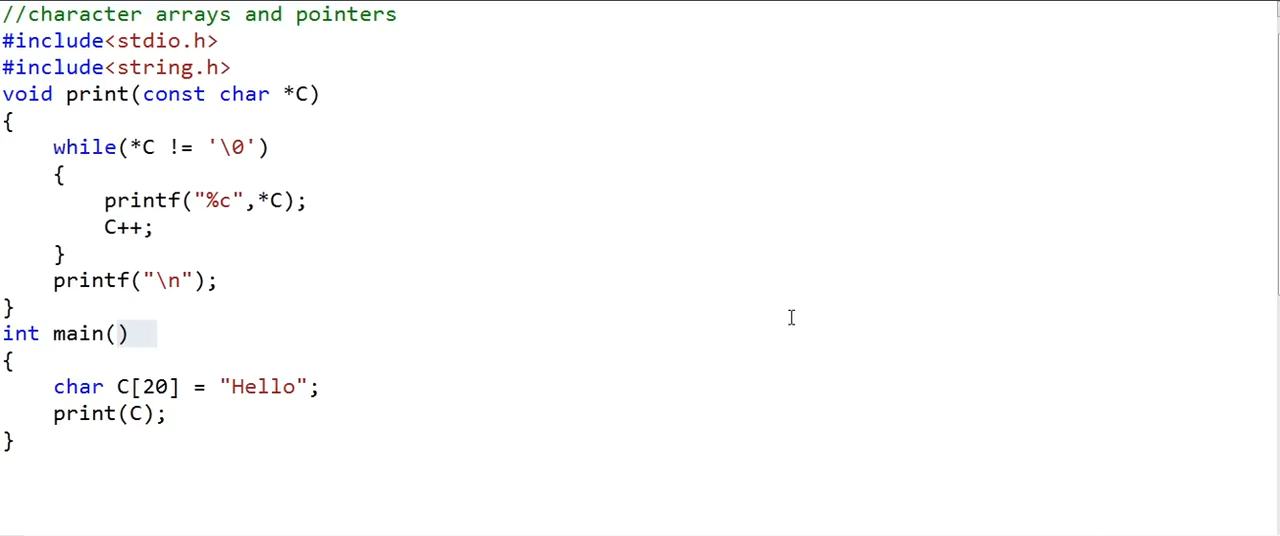 //character arrays and pointers
#include<stdio.h>
#include<string.h>
void print(const char *C)
{
    while(*C != '\0')
    {
        printf("%c",*C);
        C++;
    }
    printf("\n");
}
int main()
{
    char C[20] = "Hello";
    print(C);
}